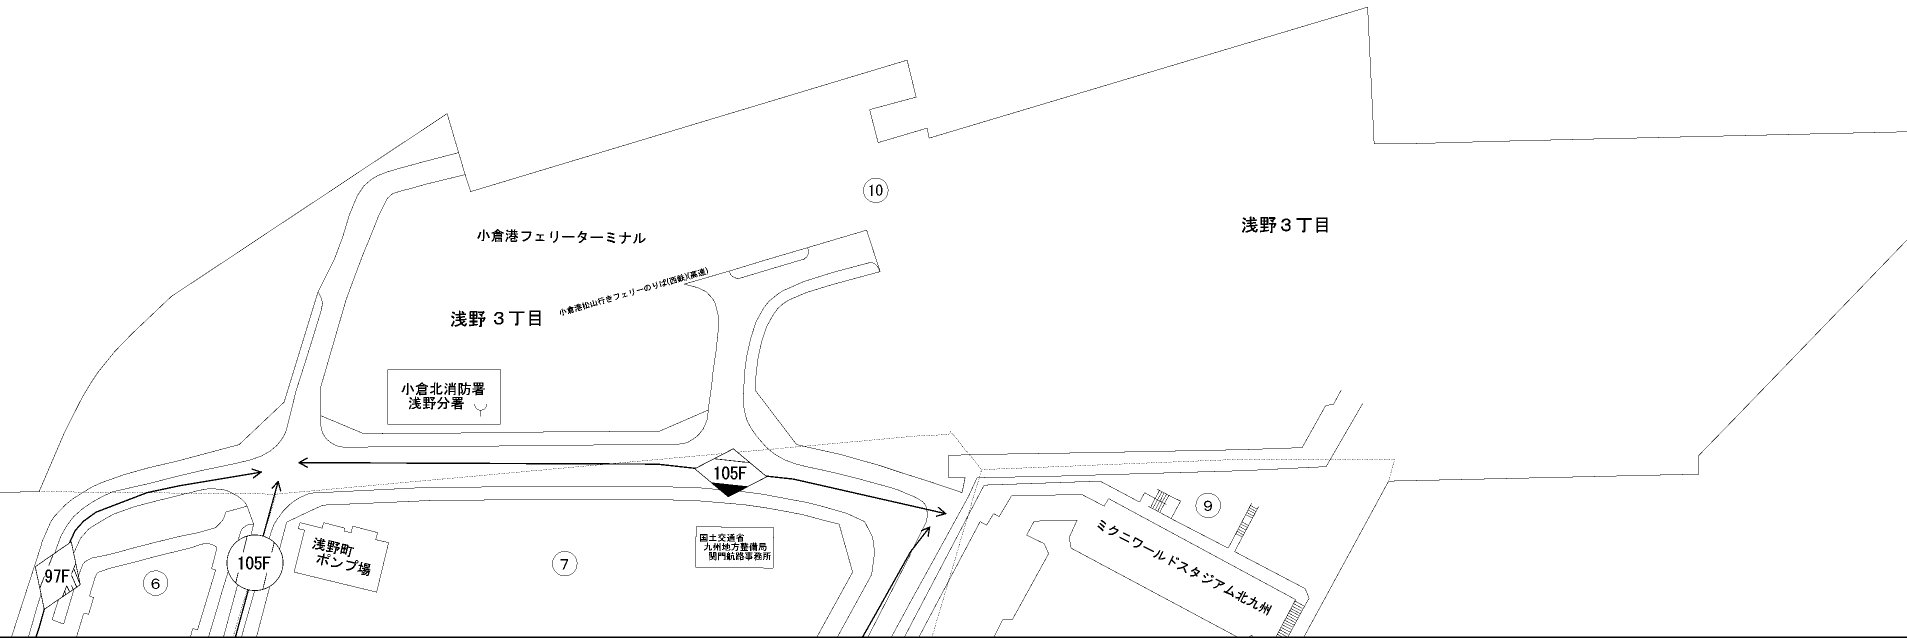 10
浅野３丁目
小倉港フェリーターミナル
小倉港松山行きフェリーのりば(西鉄)(高速)
浅野３丁目
小倉北消防署
浅野分署
105F
9
ミクニワールドスタジアム北九州
国土交通省
九州地方整備局
関門航路事務所
浅野町
ポンプ場
105F
7
97F
6